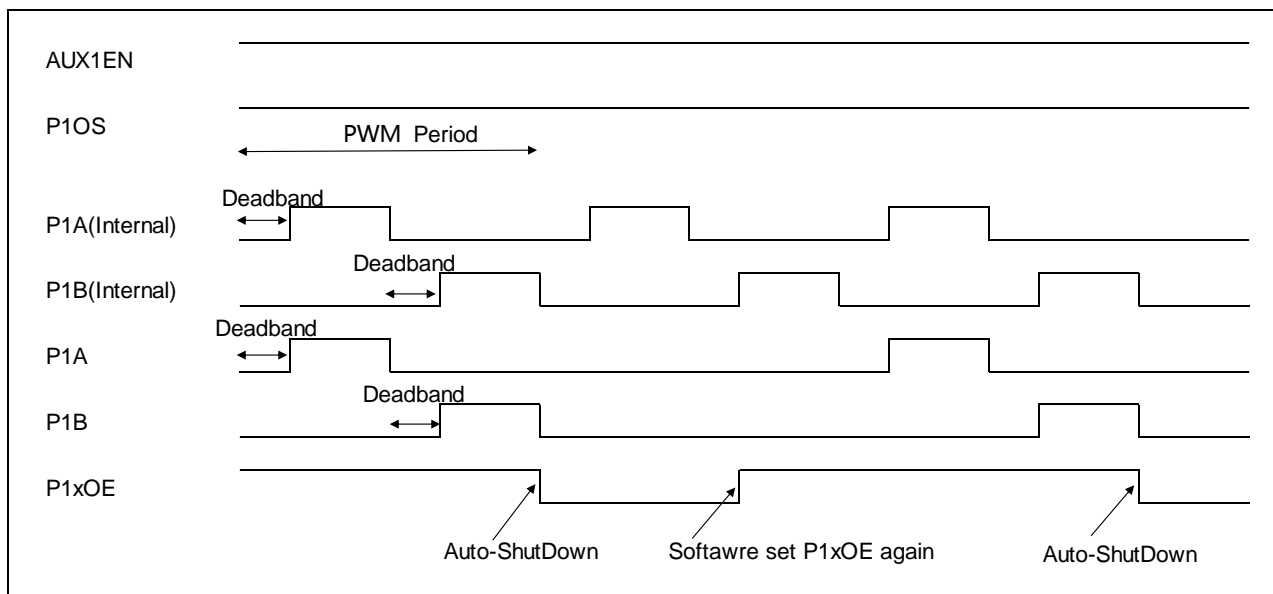 AUX1EN
P1OS
PWM Period
Deadband
P1A(Internal)
Deadband
P1B(Internal)
Deadband
P1A
Deadband
P1B
P1xOE
Auto-ShutDown
Softawre set P1xOE again
Auto-ShutDown